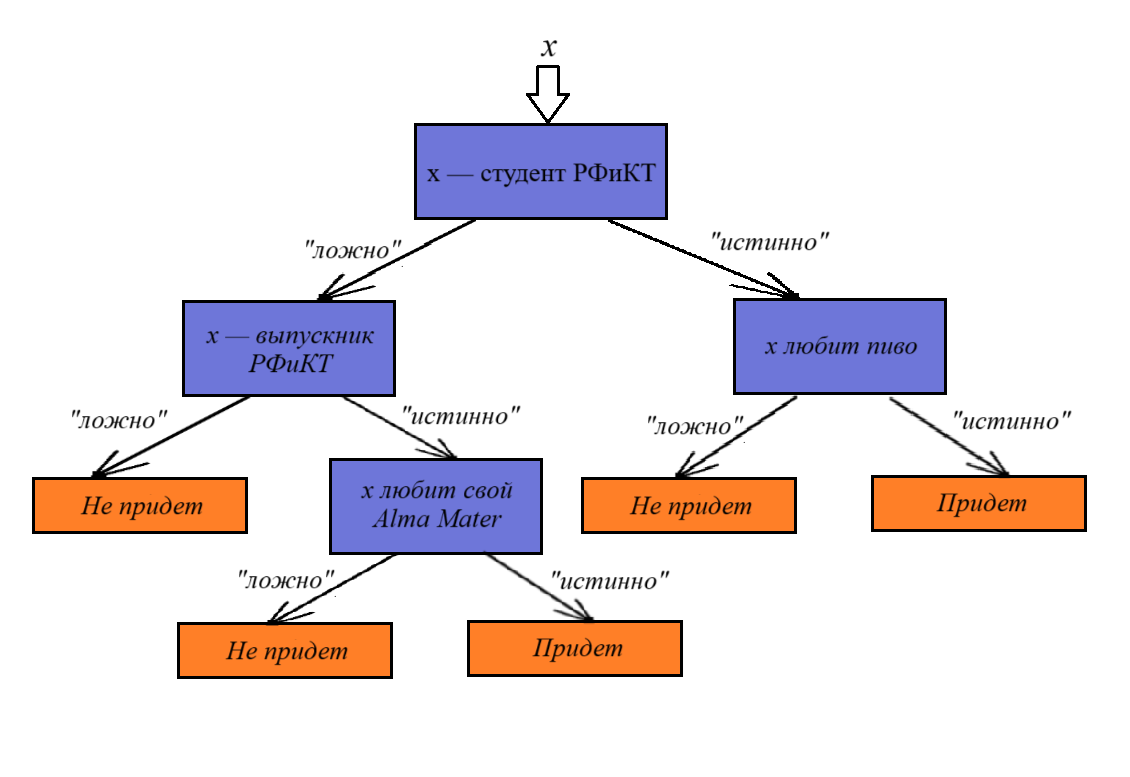 x
x — студент РФиКТ
"ложно"
"истинно"
x — выпускник
РФиКТ
x любит пиво
"ложно"
"истинно"
"ложно"
"истинно"
Не придет
x любит свой
Alma Mater
Не придет
Придет
"ложно"
"истинно"
Не придет
Придет